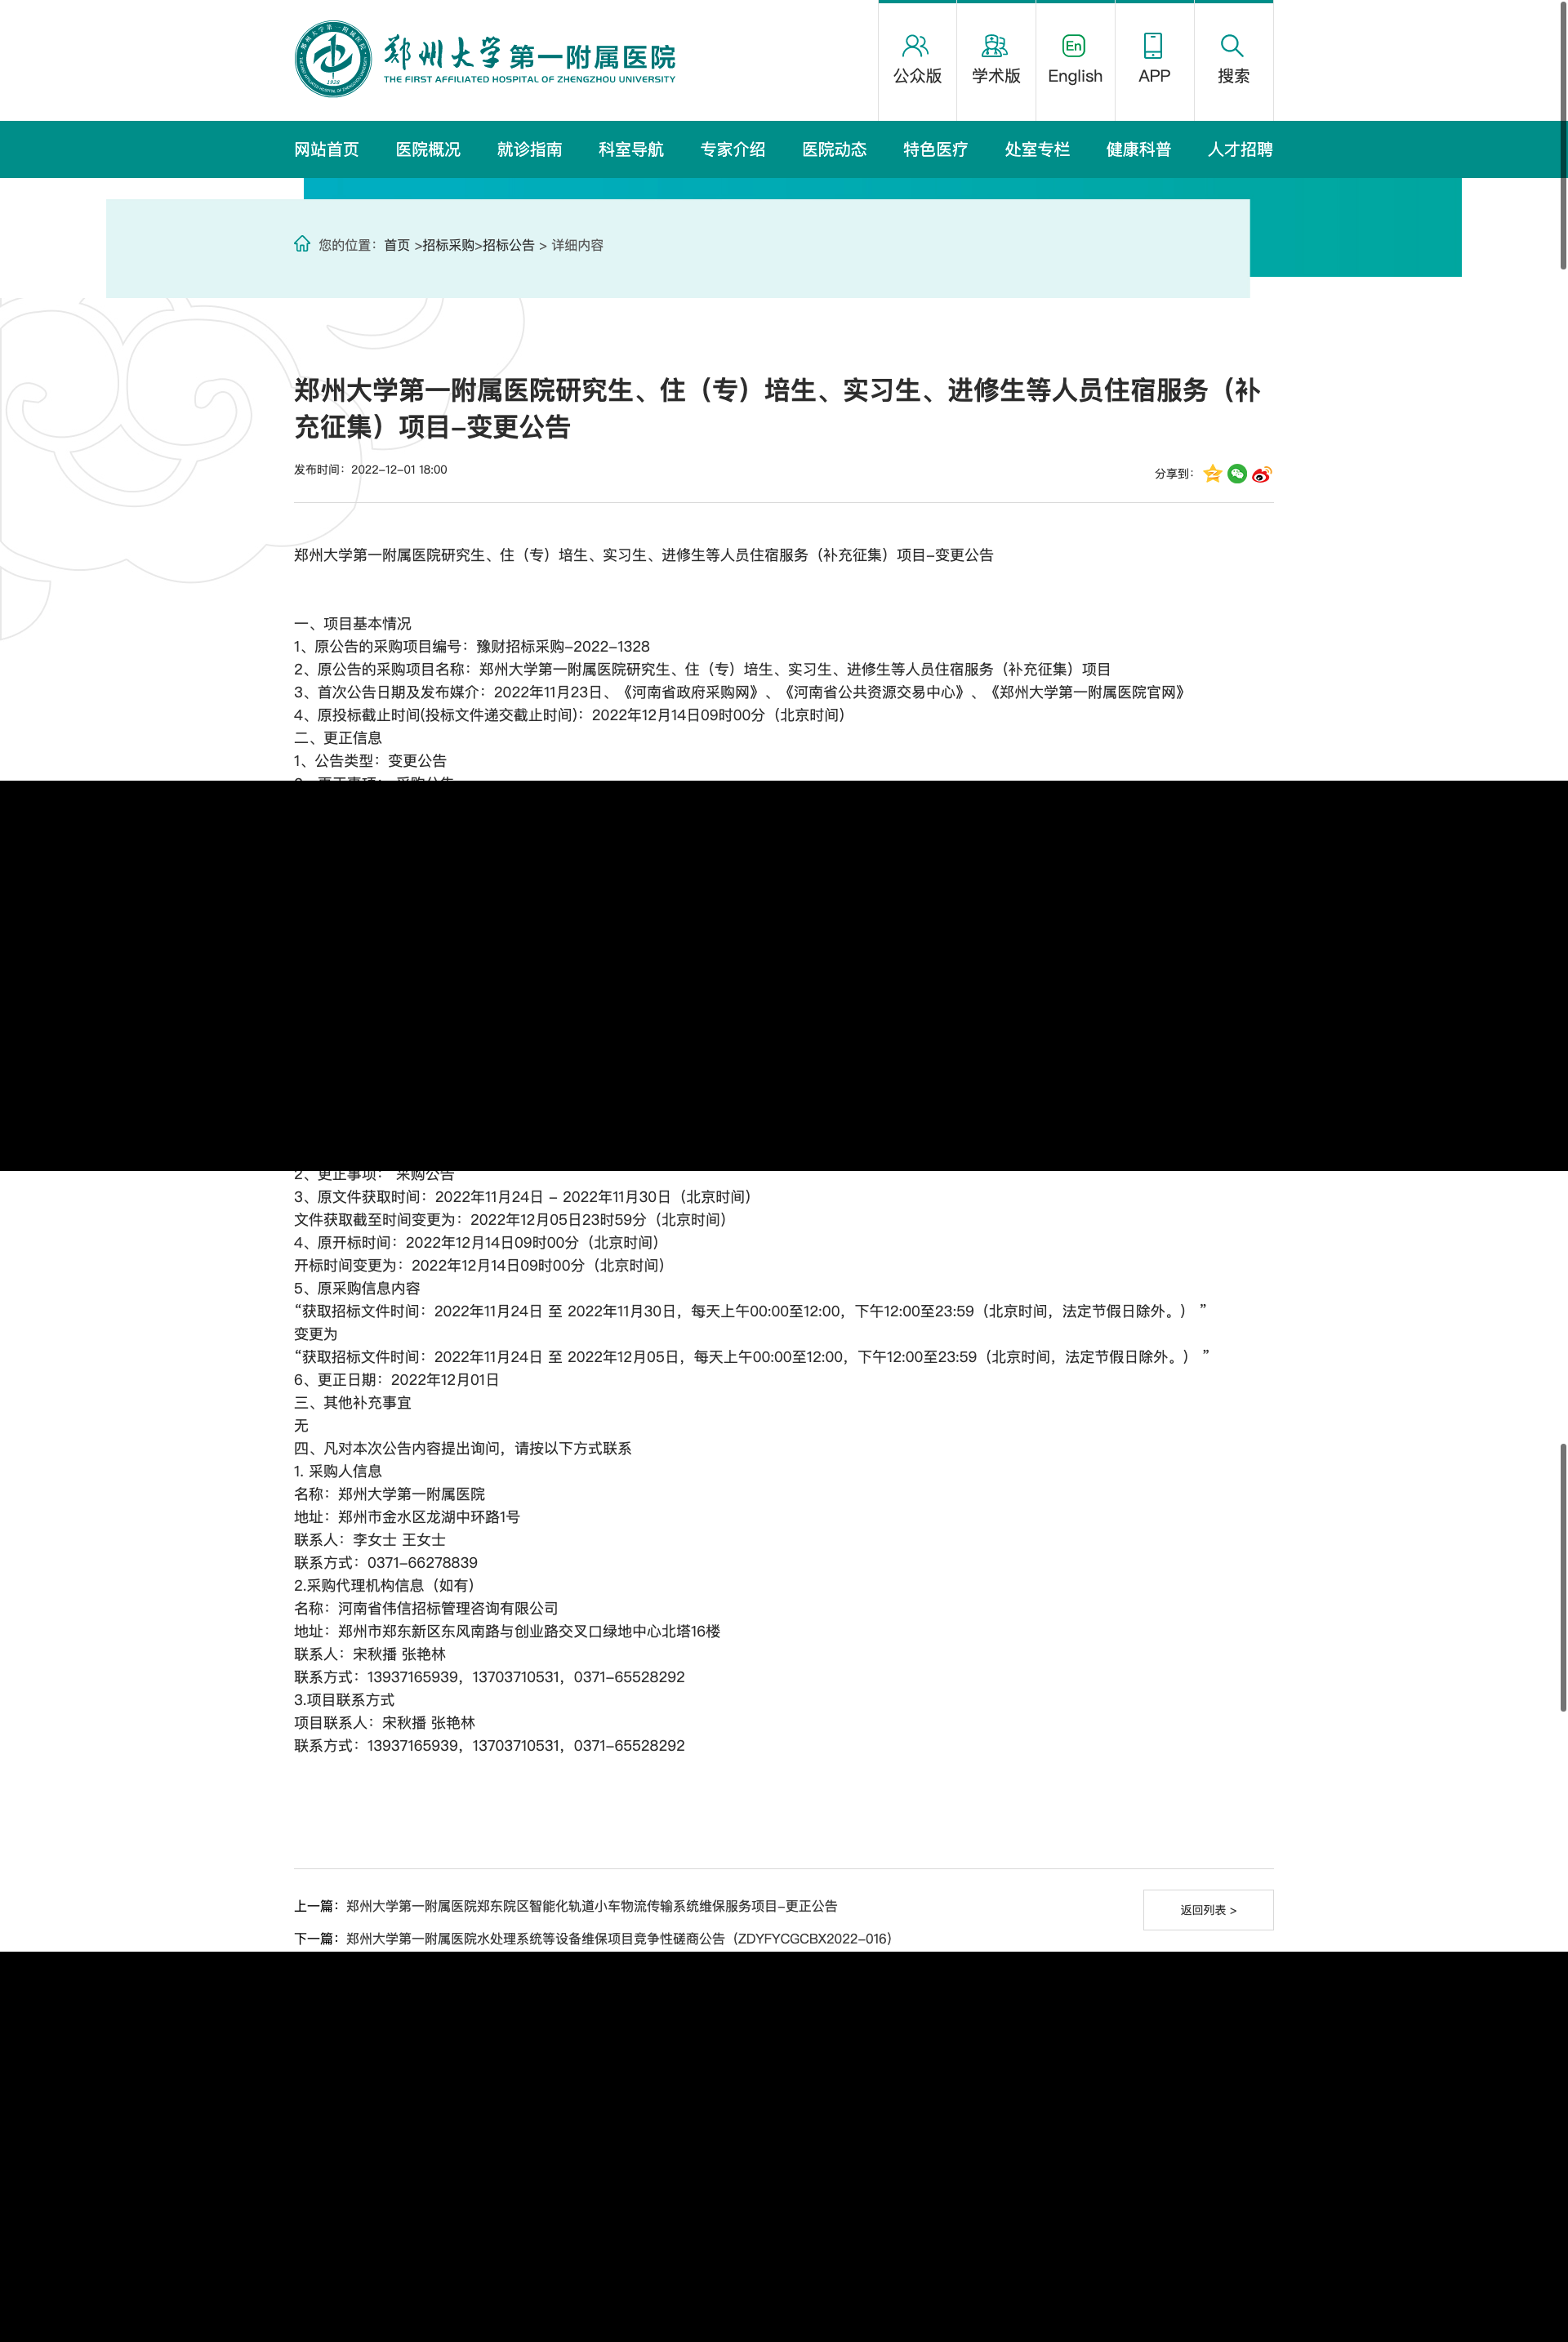 郑州大学第一附属医院
THE FIRST AFFILIATED HOSPITAL OF ZHENGZHOU UNIVERSITY
1928
公众版
学术版
En
English
APP
搜索
网站首页 医院概况 就诊指南 科室导航 专家介绍 医院动态 特色医疗 处室专栏 健康科普 人才招聘
您的位置：首页 >招标采购>招标公告 > 详细内容
郑州大学第一附属医院研究生、住（专）培生、实习生、进修生等人员住宿服务（补
充征集）项目-变更公告
发布时间：2022-12-01 18:00
分享到：
郑州大学第一附属医院研究生、住（专）培生、实习生、进修生等人员住宿服务（补充征集）项目-变更公告
一、项目基本情况
1、原公告的采购项目编号：豫财招标采购-2022-1328
2、原公告的采购项目名称：郑州大学第一附属医院研究生、住（专）培生、实习生、进修生等人员住宿服务（补充征集）项目
3、首次公告日期及发布媒介：2022年11月23日、《河南省政府采购网》、《河南省公共资源交易中心》、《郑州大学第一附属医院官网》
4、原投标截止时间(投标文件递交截止时间)：2022年12月14日09时00分（北京时间）
二、更正信息
1、公告类型：变更公告
2、更正事项： 采购公告
2、更正事项： 采购公告
3、原文件获取时间：2022年11月24日 - 2022年11月30日（北京时间）
文件获取截至时间变更为：2022年12月05日23时59分（北京时间）
4、原开标时间：2022年12月14日09时00分（北京时间）
开标时间变更为：2022年12月14日09时00分（北京时间）
5、原采购信息内容
“获取招标文件时间：2022年11月24日 至 2022年11月30日，每天上午00:00至12:00，下午12:00至23:59（北京时间，法定节假日除外。） ”
变更为
“获取招标文件时间：2022年11月24日 至 2022年12月05日，每天上午00:00至12:00，下午12:00至23:59（北京时间，法定节假日除外。） ”
6、更正日期：2022年12月01日
三、其他补充事宜
无
四、凡对本次公告内容提出询问，请按以下方式联系
1. 采购人信息
名称：郑州大学第一附属医院
地址：郑州市金水区龙湖中环路1号
联系人：李女士 王女士
联系方式：0371-66278839
2.采购代理机构信息（如有）
名称：河南省伟信招标管理咨询有限公司
地址：郑州市郑东新区东风南路与创业路交叉口绿地中心北塔16楼
联系人：宋秋播 张艳林
联系方式：13937165939，13703710531，0371-65528292
3.项目联系方式
项目联系人：宋秋播 张艳林
联系方式：13937165939，13703710531，0371-65528292
上一篇：郑州大学第一附属医院郑东院区智能化轨道小车物流传输系统维保服务项目-更正公告
返回列表 >
下一篇：郑州大学第一附属医院水处理系统等设备维保项目竞争性磋商公告（ZDYFYCGCBX2022-016）